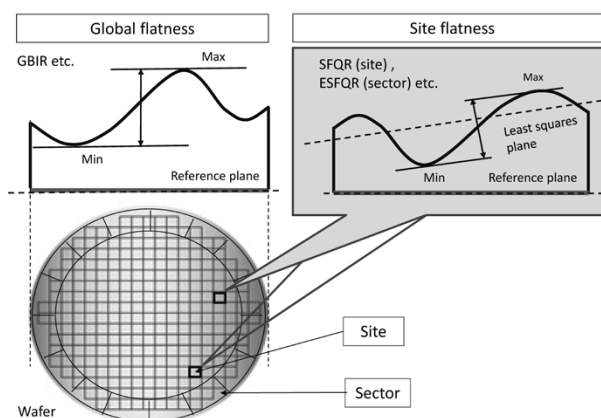 Global flatness
GBIR etc.
Max
Min
Reference plane
Site flatness
SFQR (site) ,
ESFQR (sector) etc.
Max
Least squares
plane
Min
Reference plane
Site
Sector
Wafer